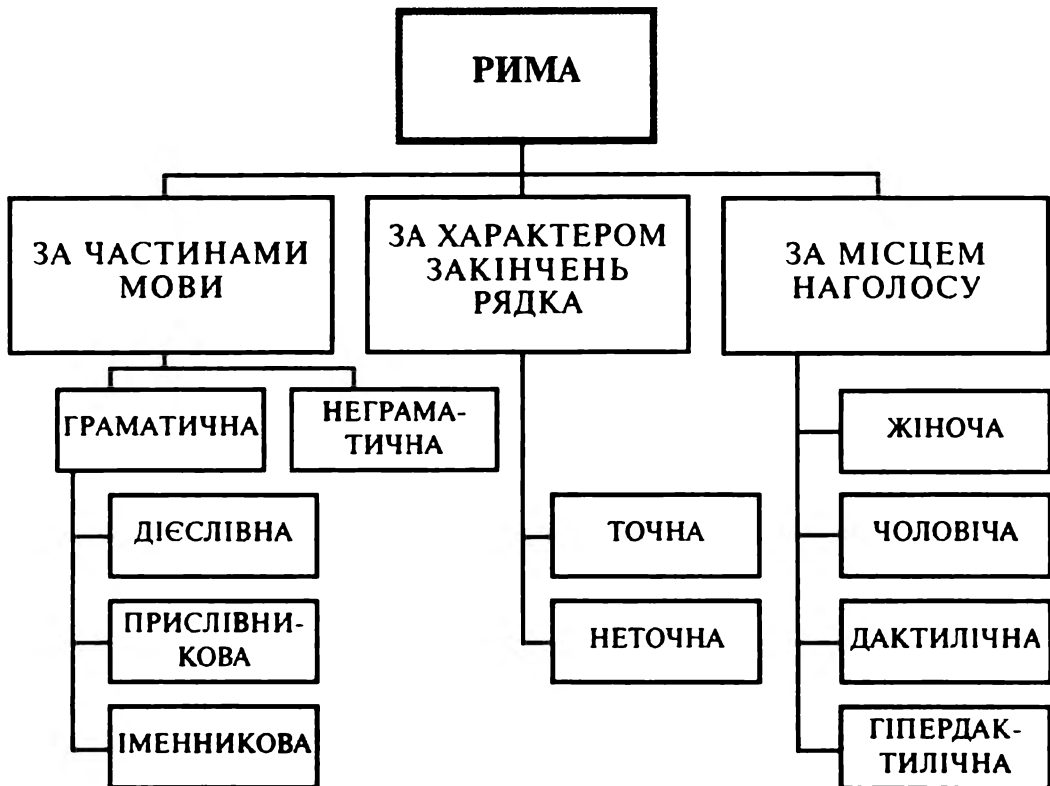 РИМА
ЗА ЧАСТИНАМИ
МОВИ
ЗА ХАРАКТЕРОМ
ЗАКІНЧЕНЬ
РЯДКА
ЗА МІСЦЕМ
НАГОЛОСУ
ГРАМАТИЧНА
НЕГРАМА-
ТИЧНА
ДІЄСЛІВНА
ПРИСЛІВНИ-
КОВА
ІМЕННИКОВА
ТОЧНА
НЕТОЧНА
ЖІНОЧА
ЧОЛОВІЧА
ДАКТИЛІЧНА
ГІПЕРДАК-
ТИЛІЧНА